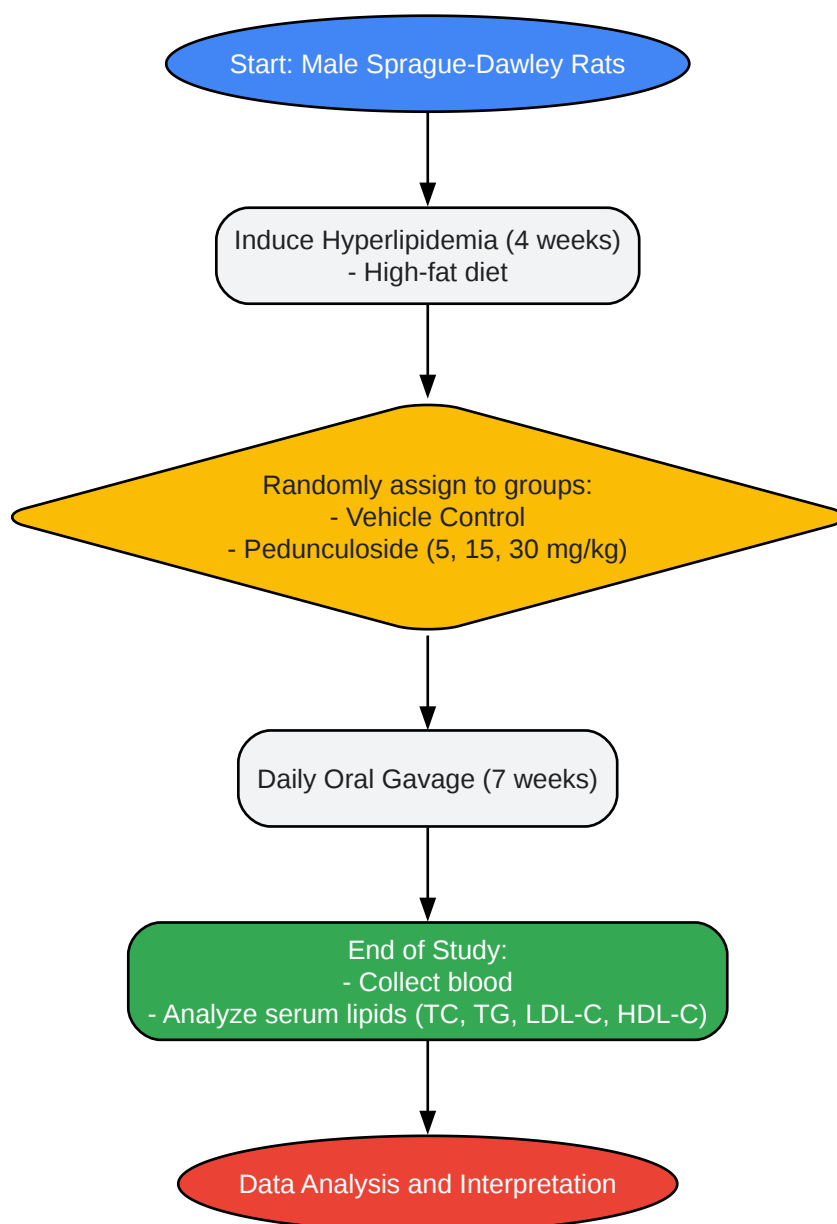 Start: Male Sprague-Dawley Rats
Induce Hyperlipidemia (4 weeks)
- High-fat diet
Randomly assign to groups:
- Vehicle Control
- Pedunculoside (5, 15, 30 mg/kg)
Daily Oral Gavage (7 weeks)
End of Study:
- Collect blood
- Analyze serum lipids (TC, TG, LDL-C, HDL-C)
Data Analysis and Interpretation